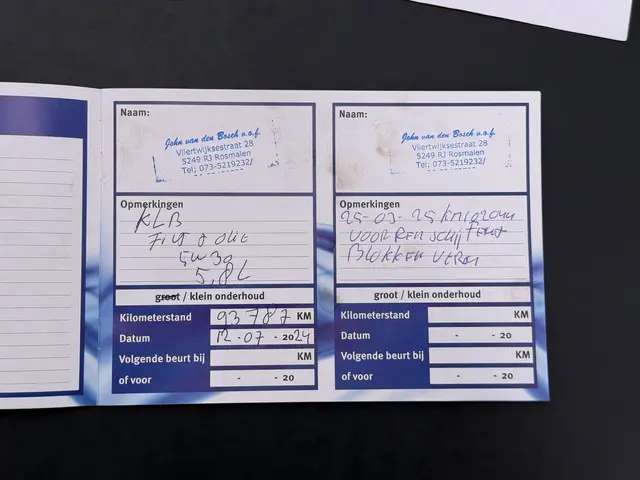 Naam:
John van den Bosch v.o.f.
Vliertwijksestraat 28
5249 RJ Rosmalen
Tel; 073-5219232/
Opmerkingen
KLB
Filt & olie
5W30
5,8L
groot / klein onderhoud
Kilometerstand 93787 KM
Datum 12-07-2024
Volgende beurt bij KM
of voor - - 20
Naam:
John van den Bosch v.o.f.
Vliertwijksestraat 28
5249 RJ Rosmalen
Tel; 073-5219232/
Opmerkingen
25-03-25
VOOR REM SCHIJF
BLOKKEN
groot / klein onderhoud
Kilometerstand KM
Datum - - 20
Volgende beurt bij KM
of voor - - 20